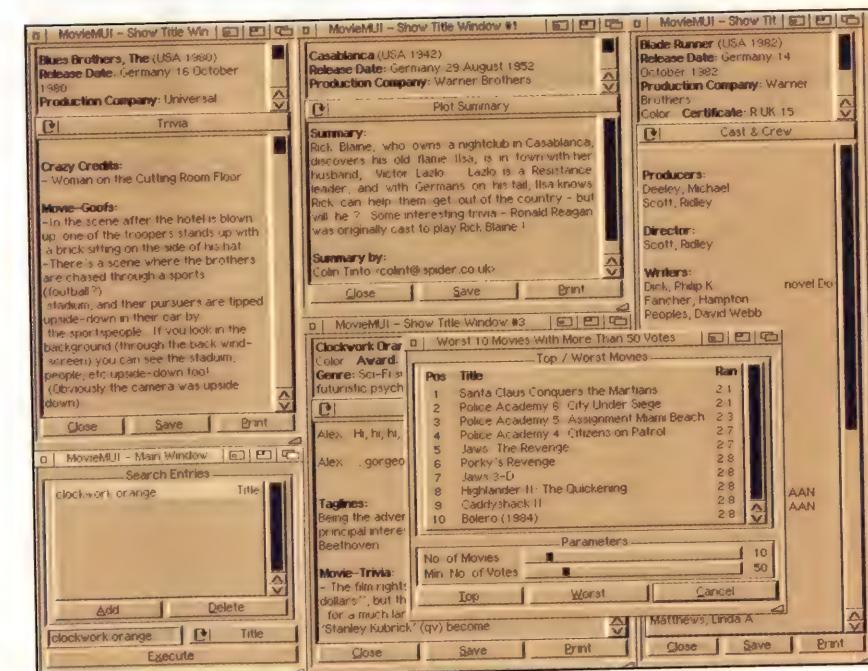 MovieMUI - Show Title Win
Blues Brothers, The (USA 1980)
Release Date: Germany 16 October
1980
Production Company: Universal
Trivia
Crazy Credits:
- Woman on the Cutting Room Floor
Movie-Goofs:
-In the scene after the hotel is blown
up, one of the troopers stands up with
a brick sitting on the side of his hat
-There's a scene where the brothers
are chased through a sports
(football?)
stadium, and their pursuers are tipped
upside-down in their car by
the sportspeople. If you look in the
background (through the back wind-
screen) you can see the stadium,
people, etc upside-down too!
(Obviously the camera was upside
down)
Close Save Print
MovieMUI - Main Window
Search Entries
clockwork orange Title
Add Delete
clockwork orange Title
Execute
MovieMUI - Show Title Window #1
Casablanca (USA 1942)
Release Date: Germany 29 August 1952
Production Company: Warner Brothers
Plot Summary
Summary:
Rick Blaine, who owns a nightclub in Casablanca,
discovers his old flame Ilsa, is in town with her
husband, Victor Lazlo. Lazlo is a Resistance
leader, and with Germans on his tail, Ilsa knows
Rick can help them get out of the country - but
will he ? Some interesting trivia - Ronald Reagan
was originally cast to play Rick Blaine !
Summary by:
Colin Tinto <colint@spider.co.uk>
Close Save Print
MovieMUI - Show Title Window #3
Clockwork Orar
Color Award
Genre: Sci-Fi s
futuristic psych
Alex Hi, hi, hi,
Alex .gorgeo
Taglines:
Being the adver
principal intere
Beethoven
Movie-Trivia:
- The film rights
dollars", but th
for a much lar
'Stanley Kubrick' (qv) become
Close Save Print
Worst 10 Movies With More Than 50 Votes
Top / Worst Movies
Pos Title Ran
1 Santa Claus Conquers the Martians 2.1
2 Police Academy 6: City Under Siege 2.1
3 Police Academy 5: Assignment Miami Beach 2.3
4 Police Academy 4: Citizens on Patrol 2.7
5 Jaws: The Revenge 2.7
6 Porky's Revenge 2.8
7 Jaws 3-D 2.8
8 Highlander II: The Quickening 2.8
9 Caddyshack II 2.8
10 Bolero (1984) 2.8
Parameters
No. of Movies 10
Min. No. of Votes 50
Top Worst Cancel
MovieMUI - Show Tit
Blade Runner (USA 1982)
Release Date: Germany 14
October 1982
Production Company: Warner
Brothers
Color Certificate: R UK 15
Cast & Crew
Producers:
Deeley, Michael
Scott, Ridley
Director:
Scott, Ridley
Writers:
Dick, Philip K. novel Do
Fancher, Hampton
Peoples, David Webb
AAN
AAN
Matthews, Linda A
Close Save Print